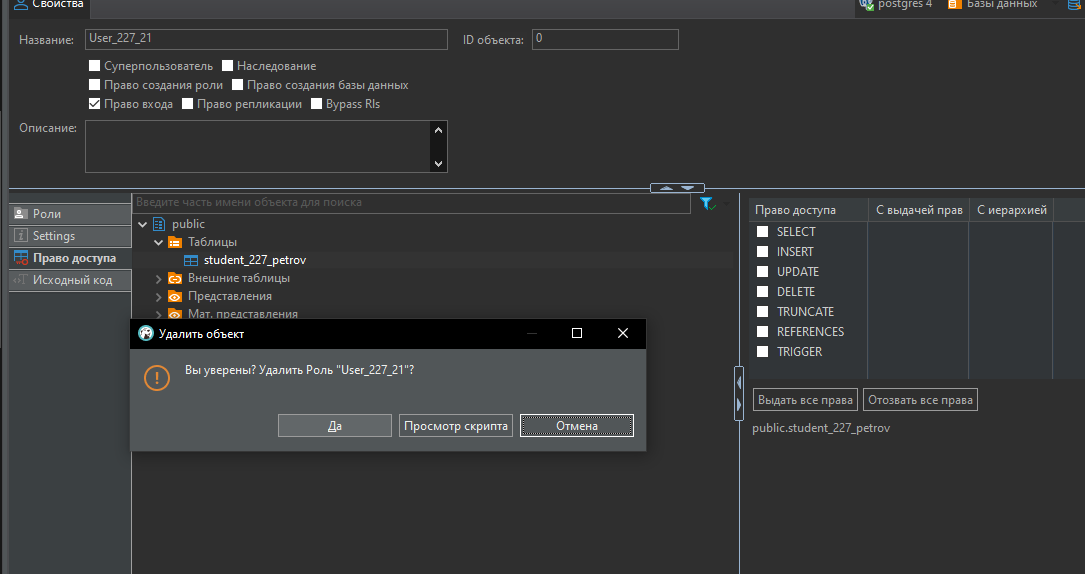 Свойства
postgres 4
Базы данных
Название: User_227_21 ID объекта: 0
Суперпользователь Наследование
Право создания роли Право создания базы данных
Право входа Право репликации Bypass Rls
Описание:
Введите часть имени объекта для поиска
Роли
Settings
Право доступа
Исходный код
public
Таблицы
student_227_petrov
Внешние таблицы
Представления
Мат. представления
Право доступа С выдачей прав С иерархией
SELECT
INSERT
UPDATE
DELETE
TRUNCATE
REFERENCES
TRIGGER
Выдать все права Отозвать все права
public.student_227_petrov
Удалить объект
Вы уверены? Удалить Роль "User_227_21"?
Да Просмотр скрипта Отмена